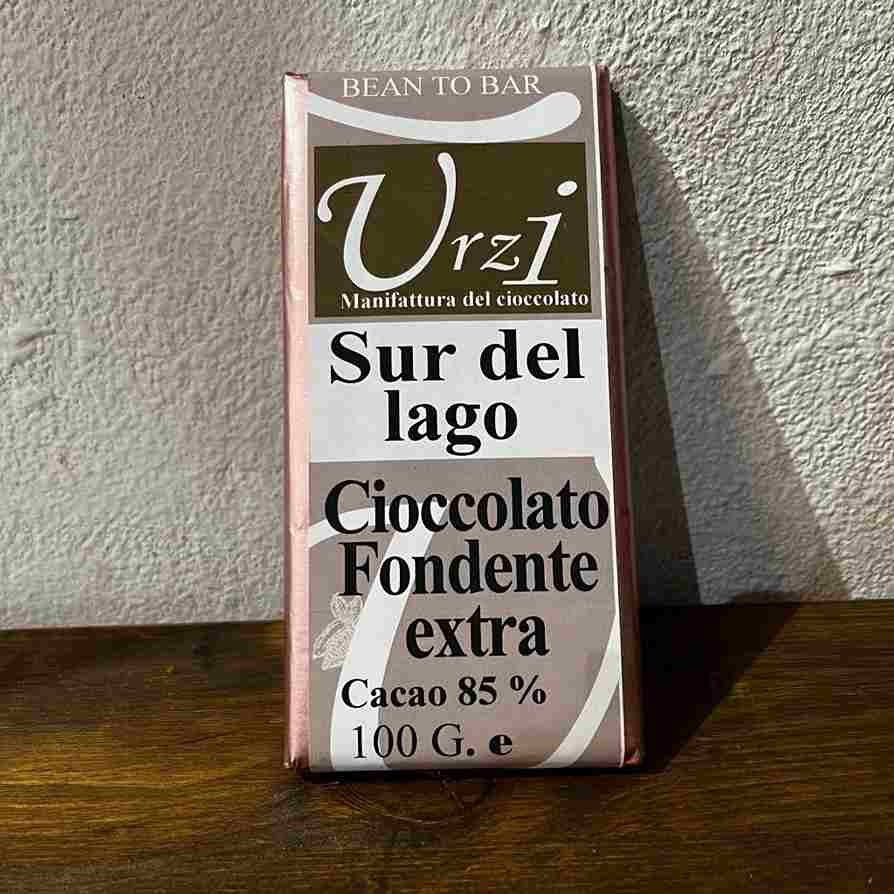 BEAN TO BAR
Urzi
Manifattura del cioccolato
Sur del
lago
Cioccolato
Fondente
extra
Cacao 85 %
100 G. e